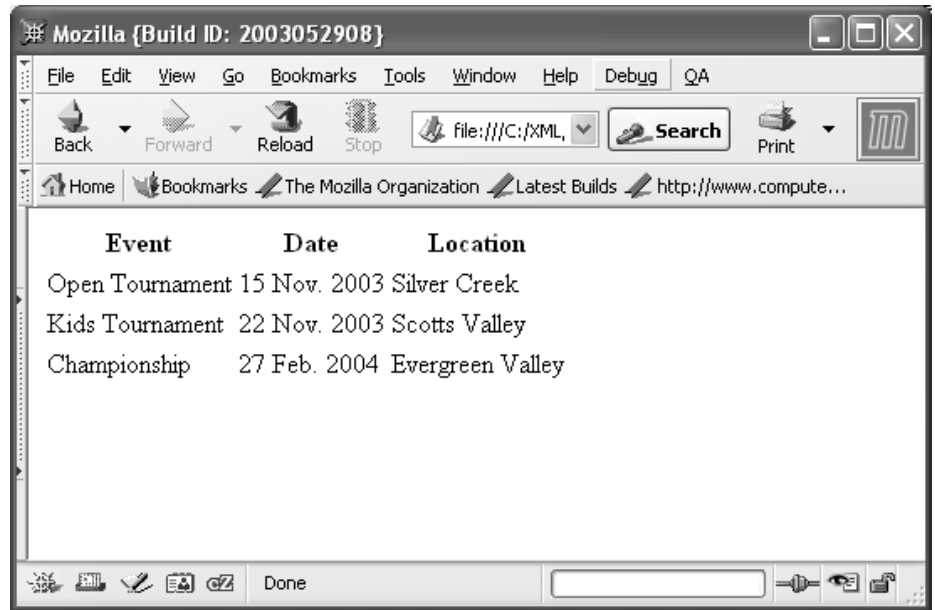 Mozilla {Build ID: 2003052908}
File Edit View Go Bookmarks Tools Window Help Debug QA
Back Forward Reload Stop file:///C:/XML, Search Print
Home Bookmarks The Mozilla Organization Latest Builds http://www.compute...
Event Date Location
Open Tournament 15 Nov. 2003 Silver Creek
Kids Tournament 22 Nov. 2003 Scotts Valley
Championship 27 Feb. 2004 Evergreen Valley
Done